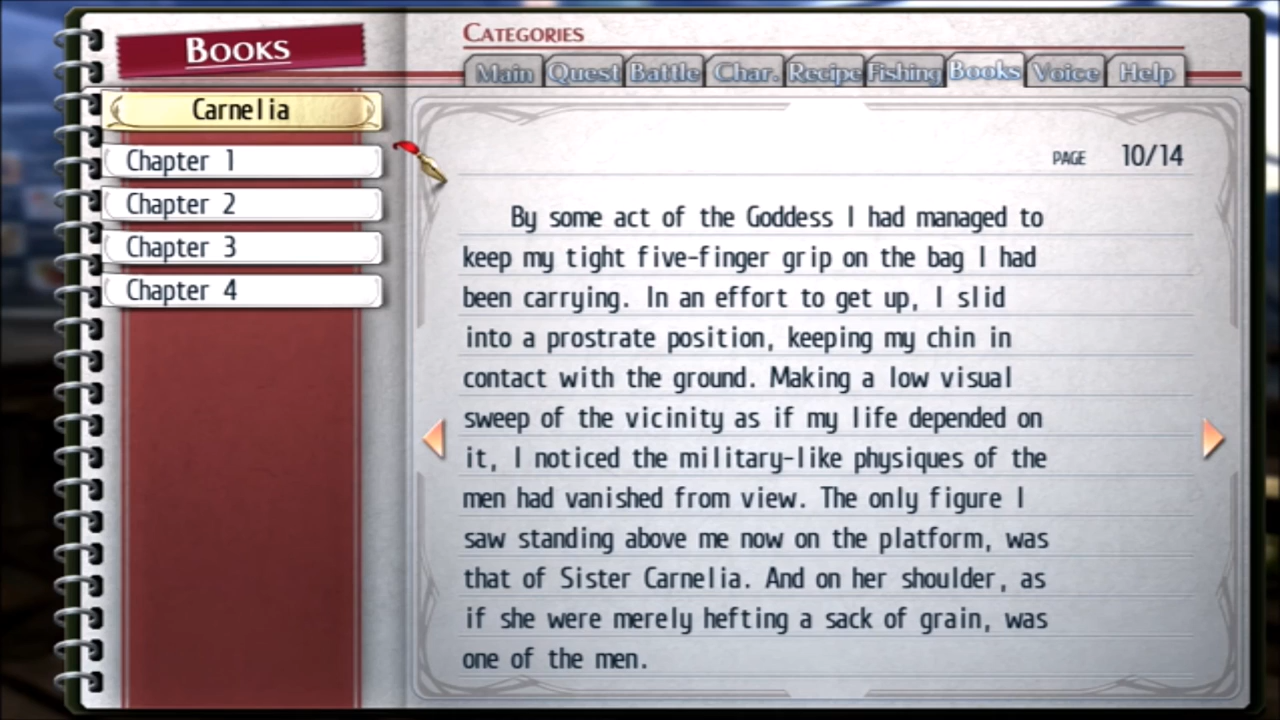 Books
Categories
Main Quest Battle Char. Recipe Fishing Books Voice Help
Carnelia
Chapter 1
Chapter 2
Chapter 3
Chapter 4
PAGE 10/14
By some act of the Goddess I had managed to
keep my tight five-finger grip on the bag I had
been carrying. In an effort to get up, I slid
into a prostrate position, keeping my chin in
contact with the ground. Making a low visual
sweep of the vicinity as if my life depended on
it, I noticed the military-like physiques of the
men had vanished from view. The only figure I
saw standing above me now on the platform, was
that of Sister Carnelia. And on her shoulder, as
if she were merely hefting a sack of grain, was
one of the men.